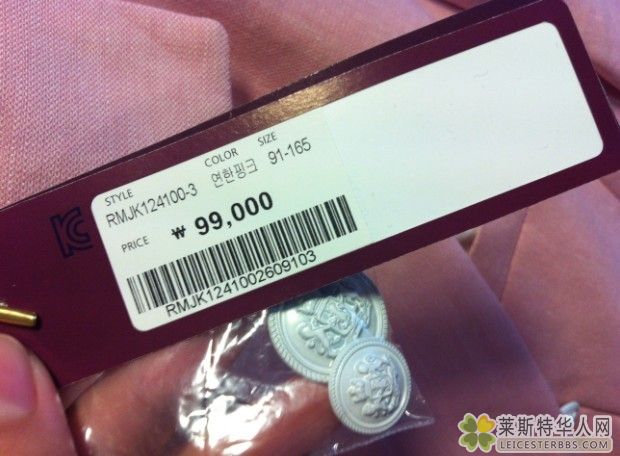 STYLE COLOR SIZE
RMJK124100-3 연한핑크 91-165
PRICE ₩ 99,000
RMJK1241002609103
KC
莱斯特华人网
LEICESTERBBS.COM